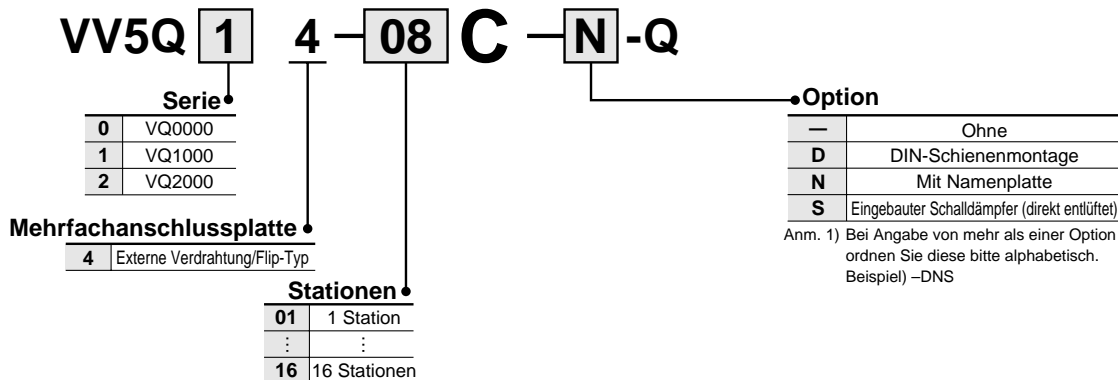 VV5Q 1 4 – 08 C – N -Q
Serie
0 VQ0000
1 VQ1000
2 VQ2000
Mehrfachanschlussplatte
4 Externe Verdrahtung/Flip-Typ
Stationen
01 1 Station
⋮ ⋮
16 16 Stationen
Option
— Ohne
D DIN-Schienenmontage
N Mit Namenplatte
S Eingebauter Schalldämpfer (direkt entlüftet)
Anm. 1) Bei Angabe von mehr als einer Option
ordnen Sie diese bitte alphabetisch.
Beispiel) –DNS